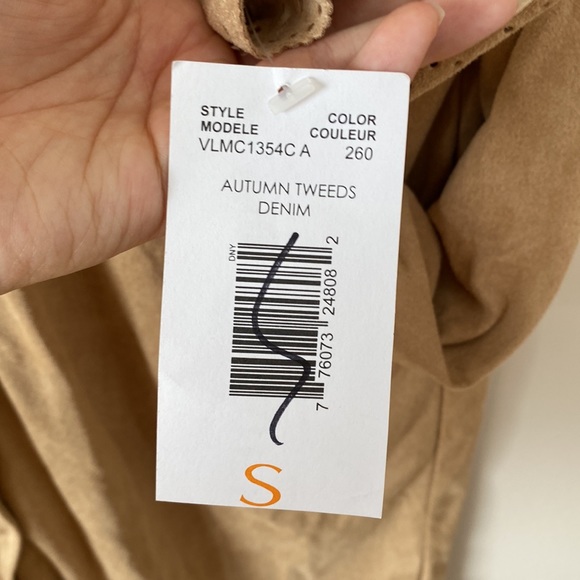 STYLE COLOR
MODELE COULEUR
VLMC1354C A 260
AUTUMN TWEEDS
DENIM
DNY
7 76073 24808 2
S